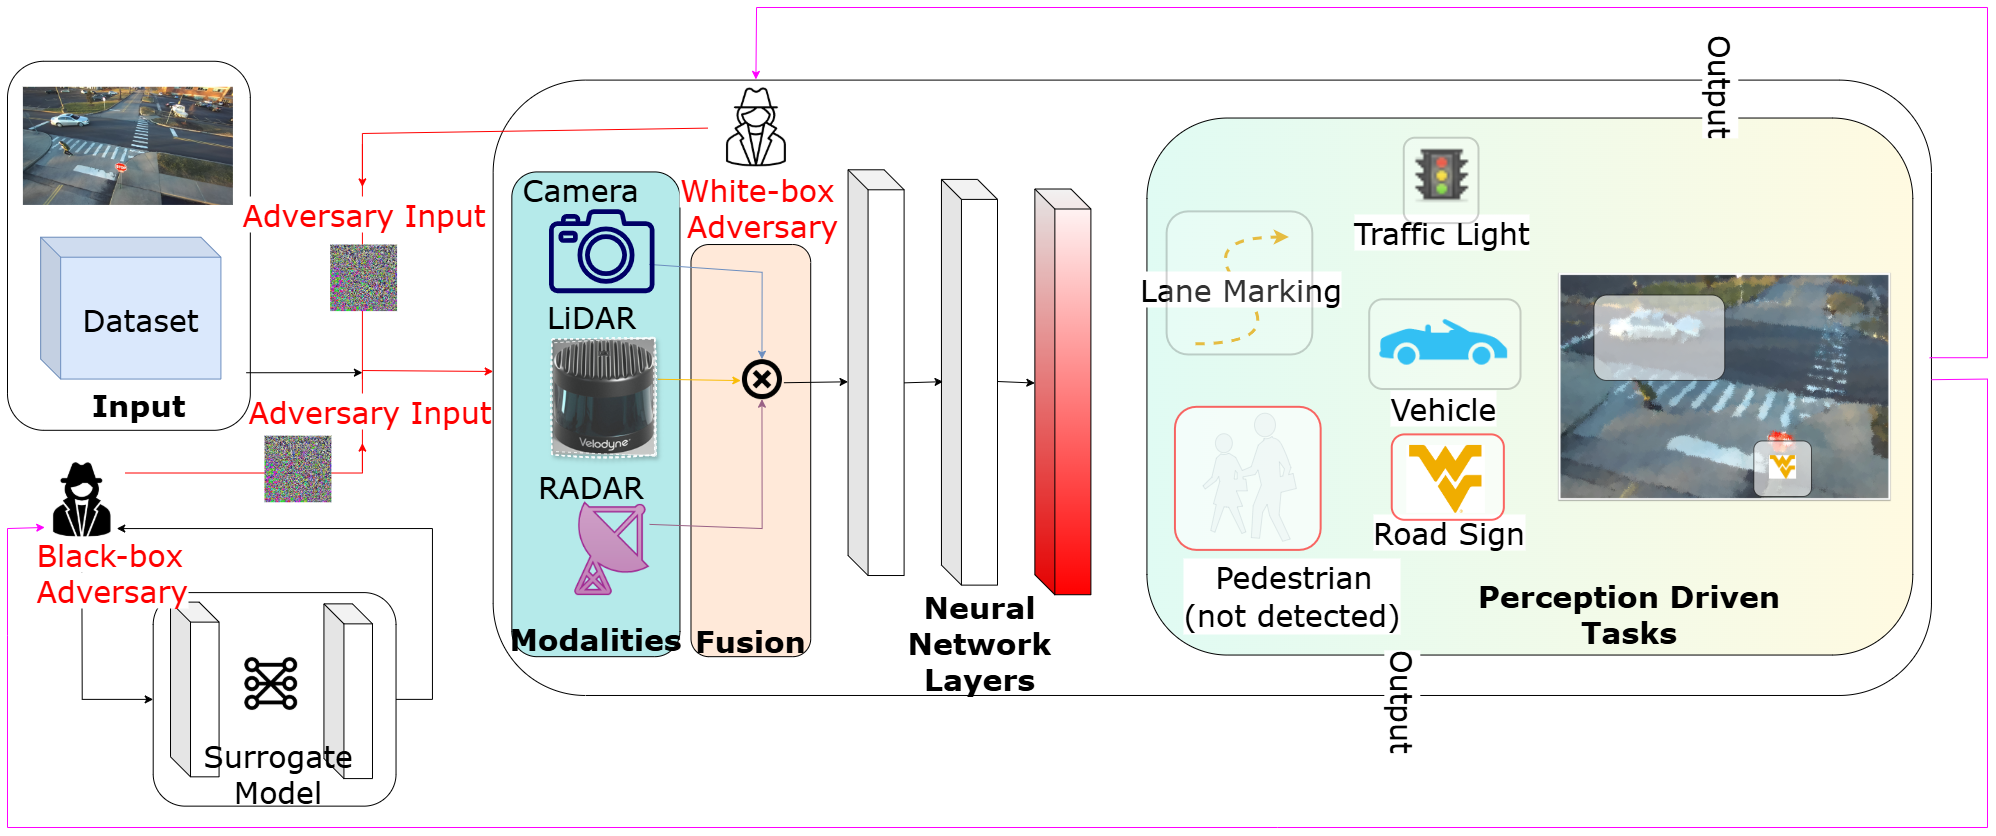 Output
Camera
White-box
Adversary
Adversary Input
Traffic Light
Lane Marking
LiDAR
Dataset
Input
Adversary Input
Vehicle
Velodyne
RADAR
Road Sign
Black-box
Adversary
Pedestrian
(not detected)
Perception Driven
Tasks
Modalities
Fusion
Neural
Network
Layers
Output
Surrogate
Model